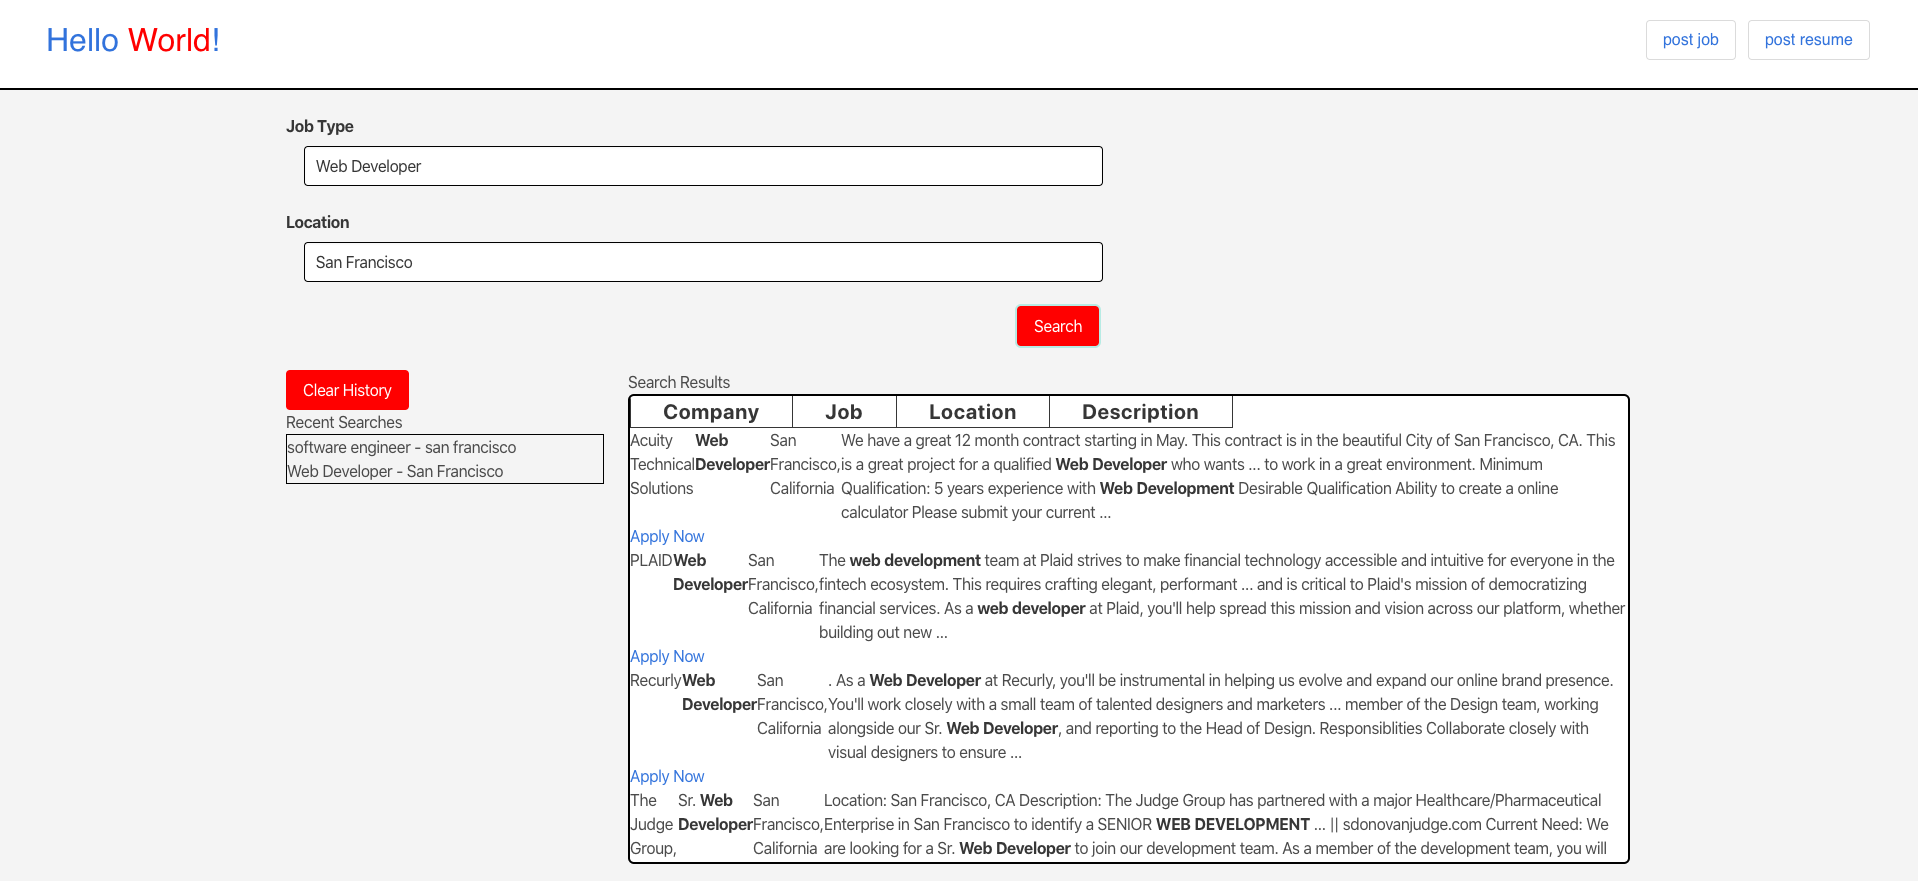 Hello World!
post job
post resume
Job Type
Web Developer
Location
San Francisco
Search
Clear History
Recent Searches
software engineer - san francisco
Web Developer - San Francisco
Search Results
Company Job Location Description
Acuity Web San We have a great 12 month contract starting in May. This contract is in the beautiful City of San Francisco, CA. This
Technical Developer Francisco, is a great project for a qualified Web Developer who wants ... to work in a great environment. Minimum
Solutions California Qualification: 5 years experience with Web Development Desirable Qualification Ability to create a online
calculator Please submit your current ...
Apply Now
PLAID Web San The web development team at Plaid strives to make financial technology accessible and intuitive for everyone in the
Developer Francisco, fintech ecosystem. This requires crafting elegant, performant ... and is critical to Plaid's mission of democratizing
California financial services. As a web developer at Plaid, you'll help spread this mission and vision across our platform, whether
building out new ...
Apply Now
Recurly Web San . As a Web Developer at Recurly, you'll be instrumental in helping us evolve and expand our online brand presence.
Developer Francisco, You'll work closely with a small team of talented designers and marketers ... member of the Design team, working
California alongside our Sr. Web Developer, and reporting to the Head of Design. Responsiblities Collaborate closely with
visual designers to ensure ...
Apply Now
The Sr. Web San Location: San Francisco, CA Description: The Judge Group has partnered with a major Healthcare/Pharmaceutical
Judge Developer Francisco, Enterprise in San Francisco to identify a SENIOR WEB DEVELOPMENT ... || sdonovanjudge.com Current Need: We
Group, California are looking for a Sr. Web Developer to join our development team. As a member of the development team, you will